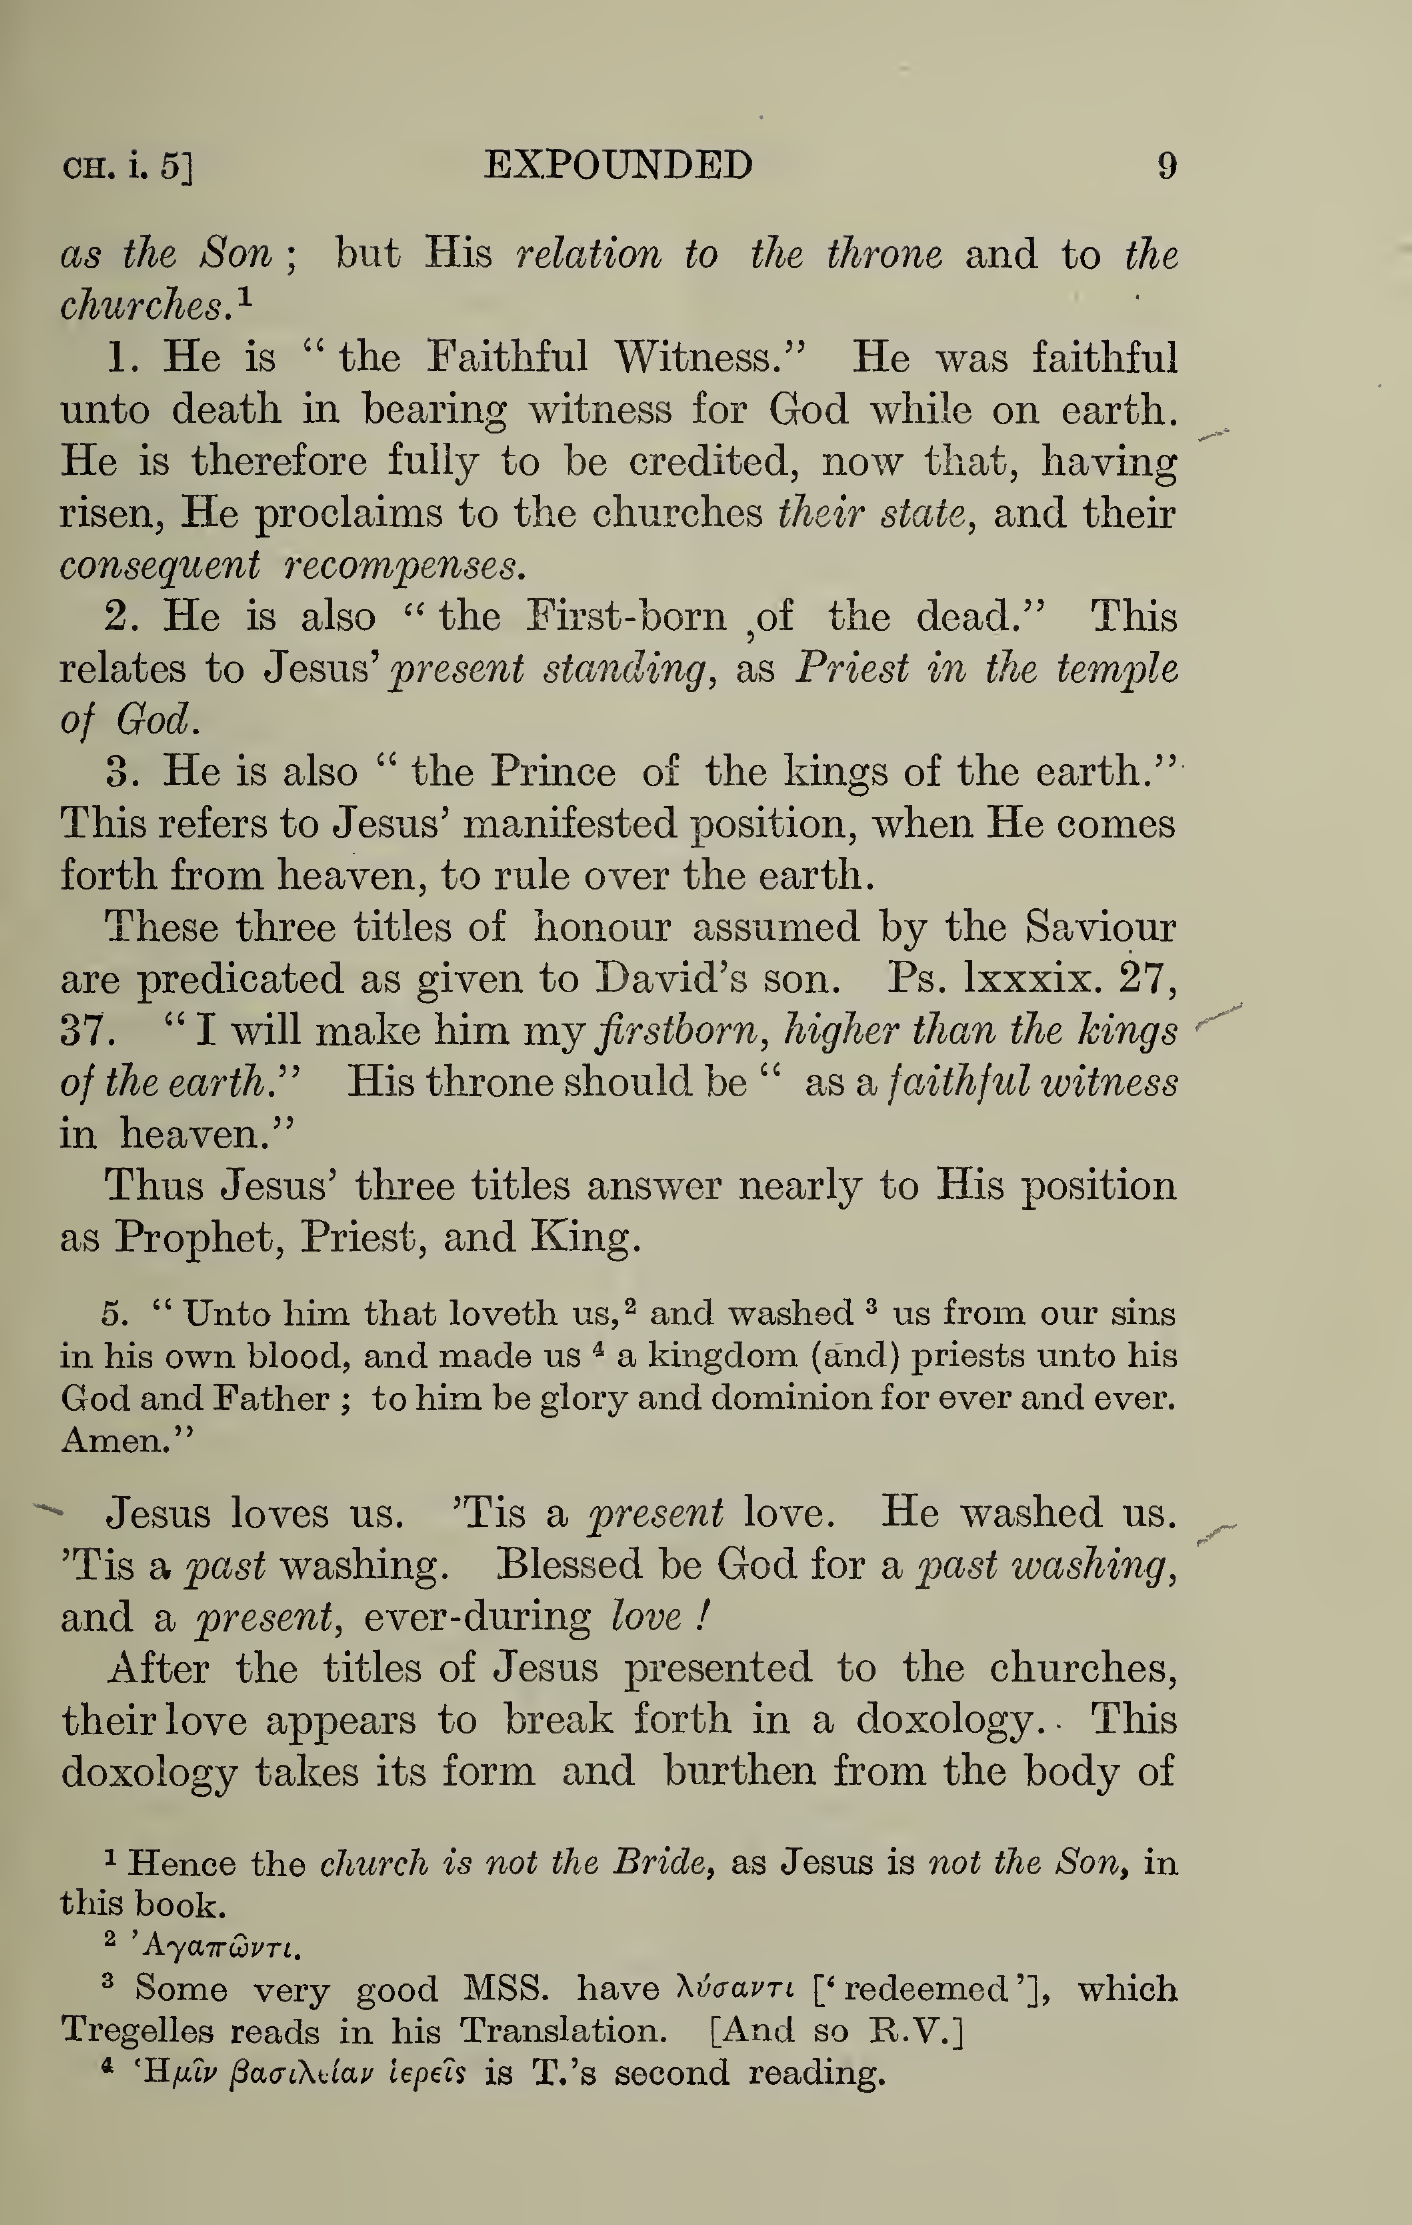 CH. i. 5] EXPOUNDED 9
as the Son ; but His relation to the throne and to the
churches.¹
1. He is “ the Faithful Witness.” He was faithful
unto death in bearing witness for God while on earth.
He is therefore fully to be credited, now that, having
risen, He proclaims to the churches their state, and their
consequent recompenses.
2. He is also “ the First-born ,of the dead.” This
relates to Jesus’ present standing, as Priest in the temple
of God.
3. He is also “ the Prince of the kings of the earth.”
This refers to Jesus’ manifested position, when He comes
forth from heaven, to rule over the earth.
These three titles of honour assumed by the Saviour
are predicated as given to David’s son. Ps. lxxxix. 27,
37. “ I will make him my firstborn, higher than the kings
of the earth.” His throne should be “ as a faithful witness
in heaven.”
Thus Jesus’ three titles answer nearly to His position
as Prophet, Priest, and King.
5. “ Unto him that loveth us,² and washed ³ us from our sins
in his own blood, and made us ⁴ a kingdom (and) priests unto his
God and Father ; to him be glory and dominion for ever and ever.
Amen.”
Jesus loves us. ’Tis a present love. He washed us.
’Tis a past washing. Blessed be God for a past washing,
and a present, ever-during love !
After the titles of Jesus presented to the churches,
their love appears to break forth in a doxology. This
doxology takes its form and burthen from the body of
¹ Hence the church is not the Bride, as Jesus is not the Son, in
this book.
² ’Αγαπῶντι.
³ Some very good MSS. have λύσαντι [‘ redeemed ’], which
Tregelles reads in his Translation. [And so R.V.]
⁴ ‘Ημῖν βασιλείαν ἱερεῖς is T.’s second reading.